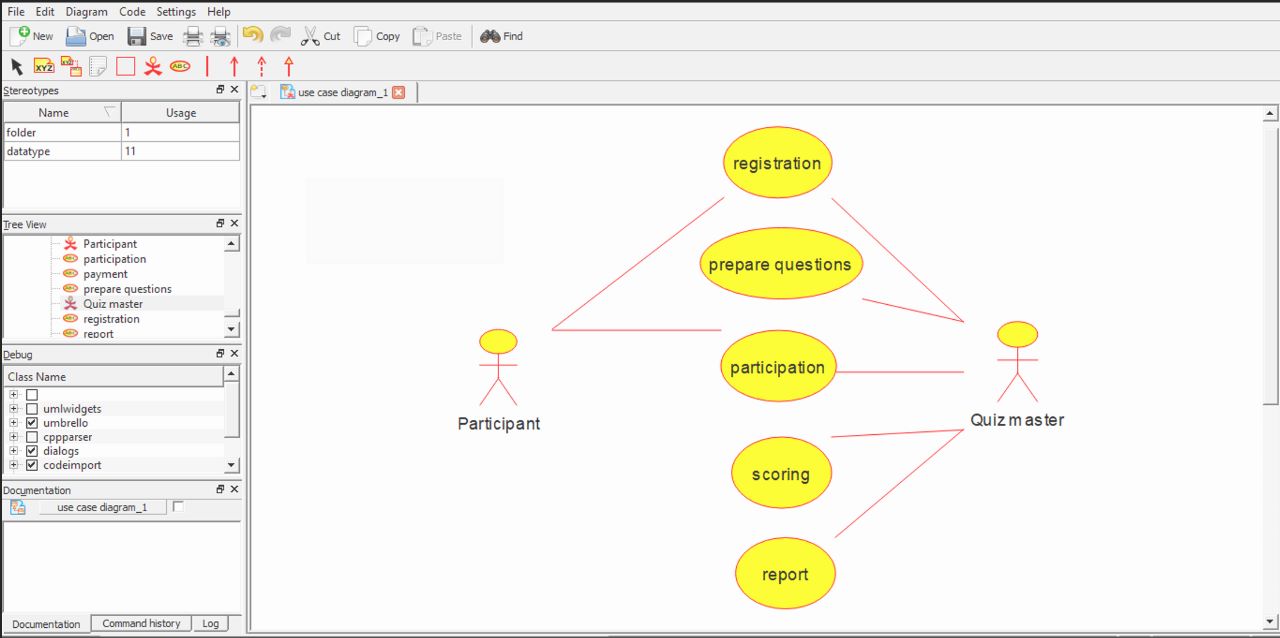 File Edit Diagram Code Settings Help
New Open Save Cut Copy Paste Find
XYZ ABC
Stereotypes
use case diagram_1
Name Usage
folder 1
datatype 11
Tree View
Participant
participation
payment
prepare questions
Quiz master
registration
report
Debug
Class Name
umlwidgets
umbrello
cppparser
dialogs
codeimport
Documentation
use case diagram_1
Documentation Command history Log
registration
prepare questions
participation
scoring
report
Participant
Quiz master